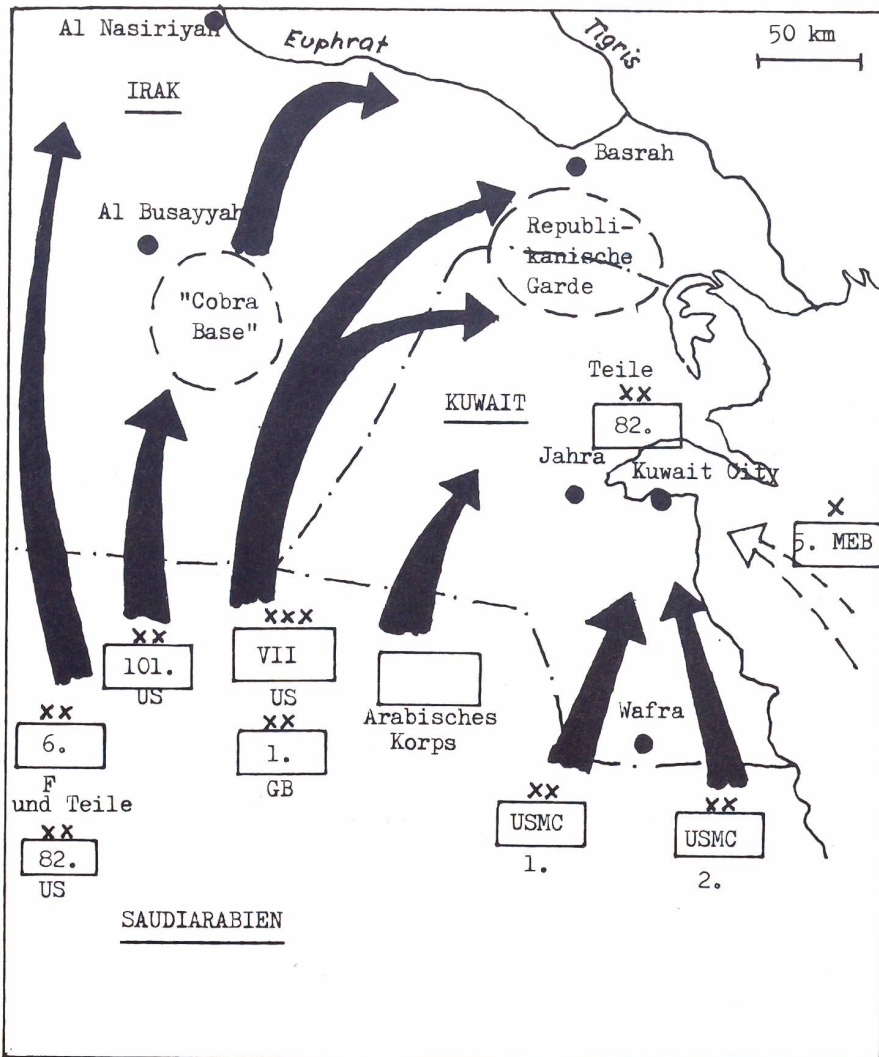 Al Nasiriyah
Euphrat
Tigris
50 km
IRAK
Basrah
Al Busayyah
Republi-
kanische
Garde
"Cobra
Base"
Teile
xx
82.
KUWAIT
Jahra
Kuwait City
x
5. MEB
xx
101.
US
xxx
VII
US
xx
1.
GB
Arabisches
Korps
Wafra
xx
6.
F
und Teile
xx
82.
US
xx
USMC
1.
xx
USMC
2.
SAUDIARABIEN